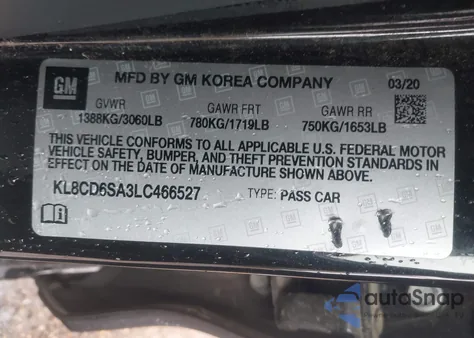 GM
MFD BY GM KOREA COMPANY
03/20
GVWR GAWR FRT GAWR RR
1388KG/3060LB 780KG/1719LB 750KG/1653LB
THIS VEHICLE CONFORMS TO ALL APPLICABLE U.S. FEDERAL MOTOR
VEHICLE SAFETY, BUMPER, AND THEFT PREVENTION STANDARDS
IN EFFECT ON THE DATE OF MANUFACTURE SHOWN ABOVE.
KL8CD6SA3LC466527 TYPE: PASS CAR
autoSnap